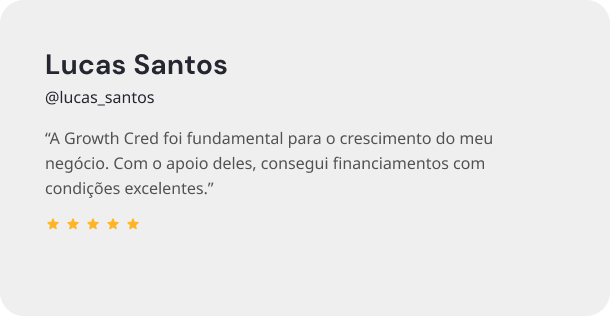 Lucas Santos
@lucas_santos
“A Growth Cred foi fundamental para o crescimento do meu
negócio. Com o apoio deles, consegui financiamentos com
condições excelentes.”